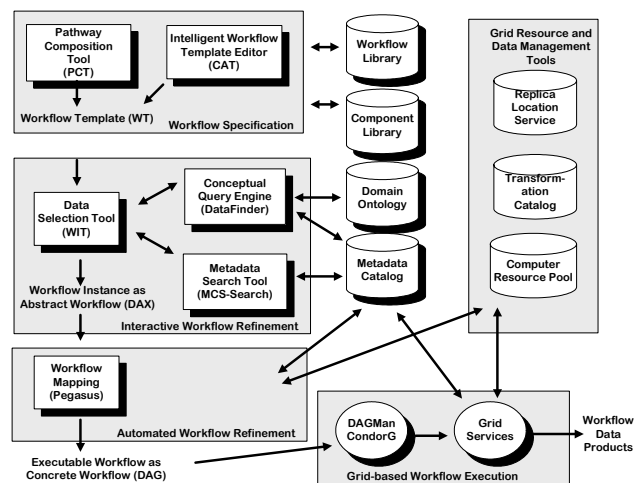 Pathway
Composition
Tool
(PCT)
Intelligent Workflow
Template Editor
(CAT)
Workflow Template (WT)
Workflow Specification
Workflow
Library
Component
Library
Domain
Ontology
Metadata
Catalog
Grid Resource and
Data Management
Tools
Replica
Location
Service
Transform-
ation
Catalog
Computer
Resource Pool
Data
Selection Tool
(WIT)
Conceptual
Query Engine
(DataFinder)
Metadata
Search Tool
(MCS-Search)
Workflow Instance as
Abstract Workflow (DAX)
Interactive Workflow Refinement
Workflow
Mapping
(Pegasus)
Automated Workflow Refinement
Executable Workflow as
Concrete Workflow (DAG)
DAGMan
CondorG
Grid
Services
Grid-based Workflow Execution
Workflow
Data
Products